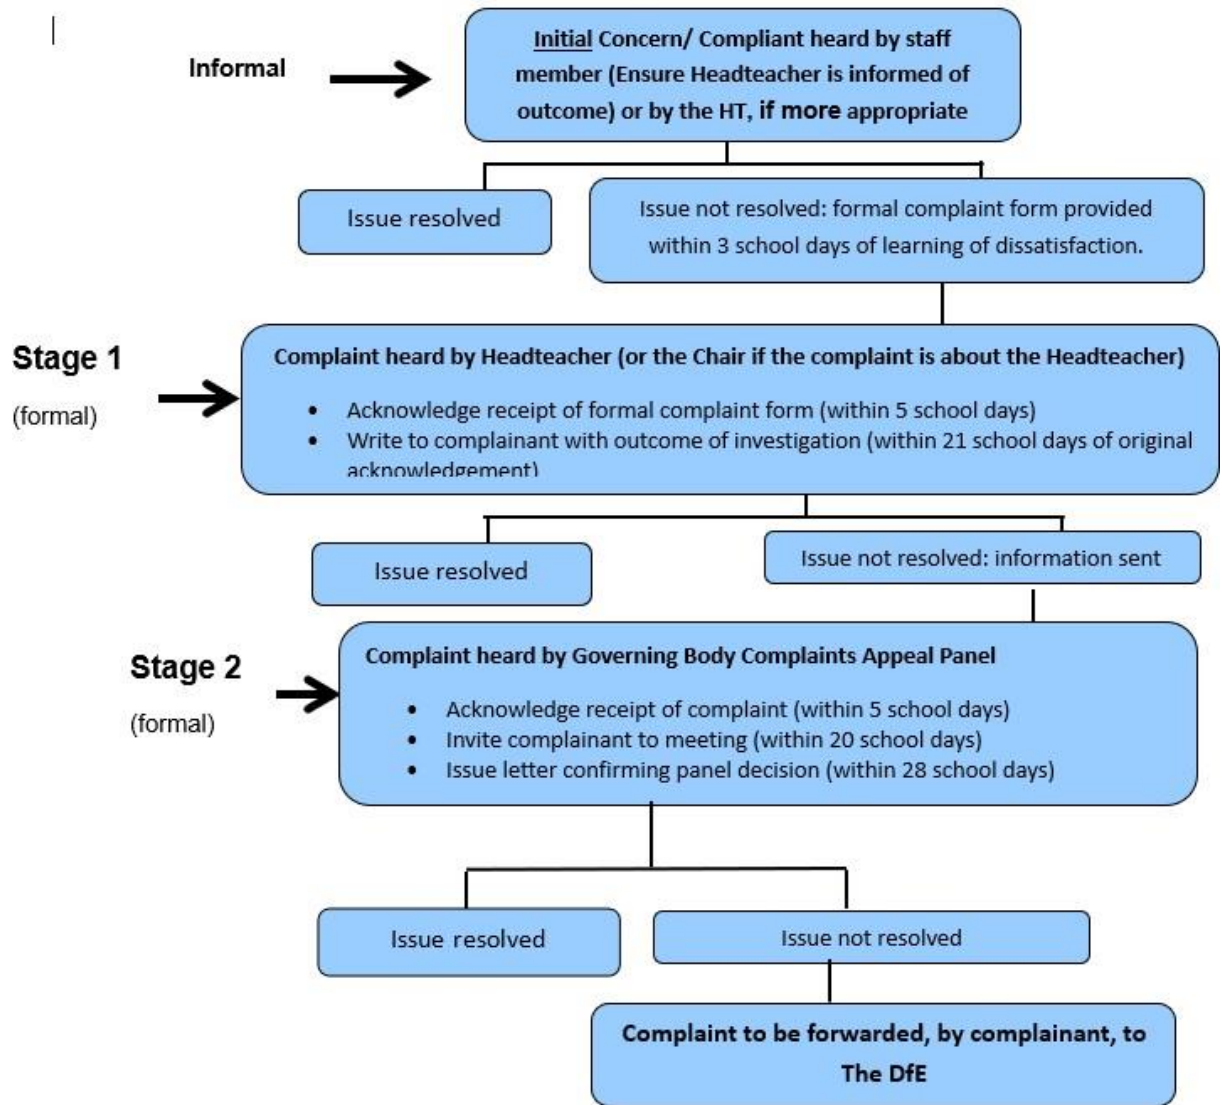 Informal
Initial Concern/ Compliant heard by staff
member (Ensure Headteacher is informed of
outcome) or by the HT, if more appropriate
Issue resolved
Issue not resolved: formal complaint form provided
within 3 school days of learning of dissatisfaction.
Stage 1
(formal)
Complaint heard by Headteacher (or the Chair if the complaint is about the Headteacher)
• Acknowledge receipt of formal complaint form (within 5 school days)
• Write to complainant with outcome of investigation (within 21 school days of original
acknowledgement)
Issue resolved
Issue not resolved: information sent
Stage 2
(formal)
Complaint heard by Governing Body Complaints Appeal Panel
• Acknowledge receipt of complaint (within 5 school days)
• Invite complainant to meeting (within 20 school days)
• Issue letter confirming panel decision (within 28 school days)
Issue resolved
Issue not resolved
Complaint to be forwarded, by complainant, to
The DfE